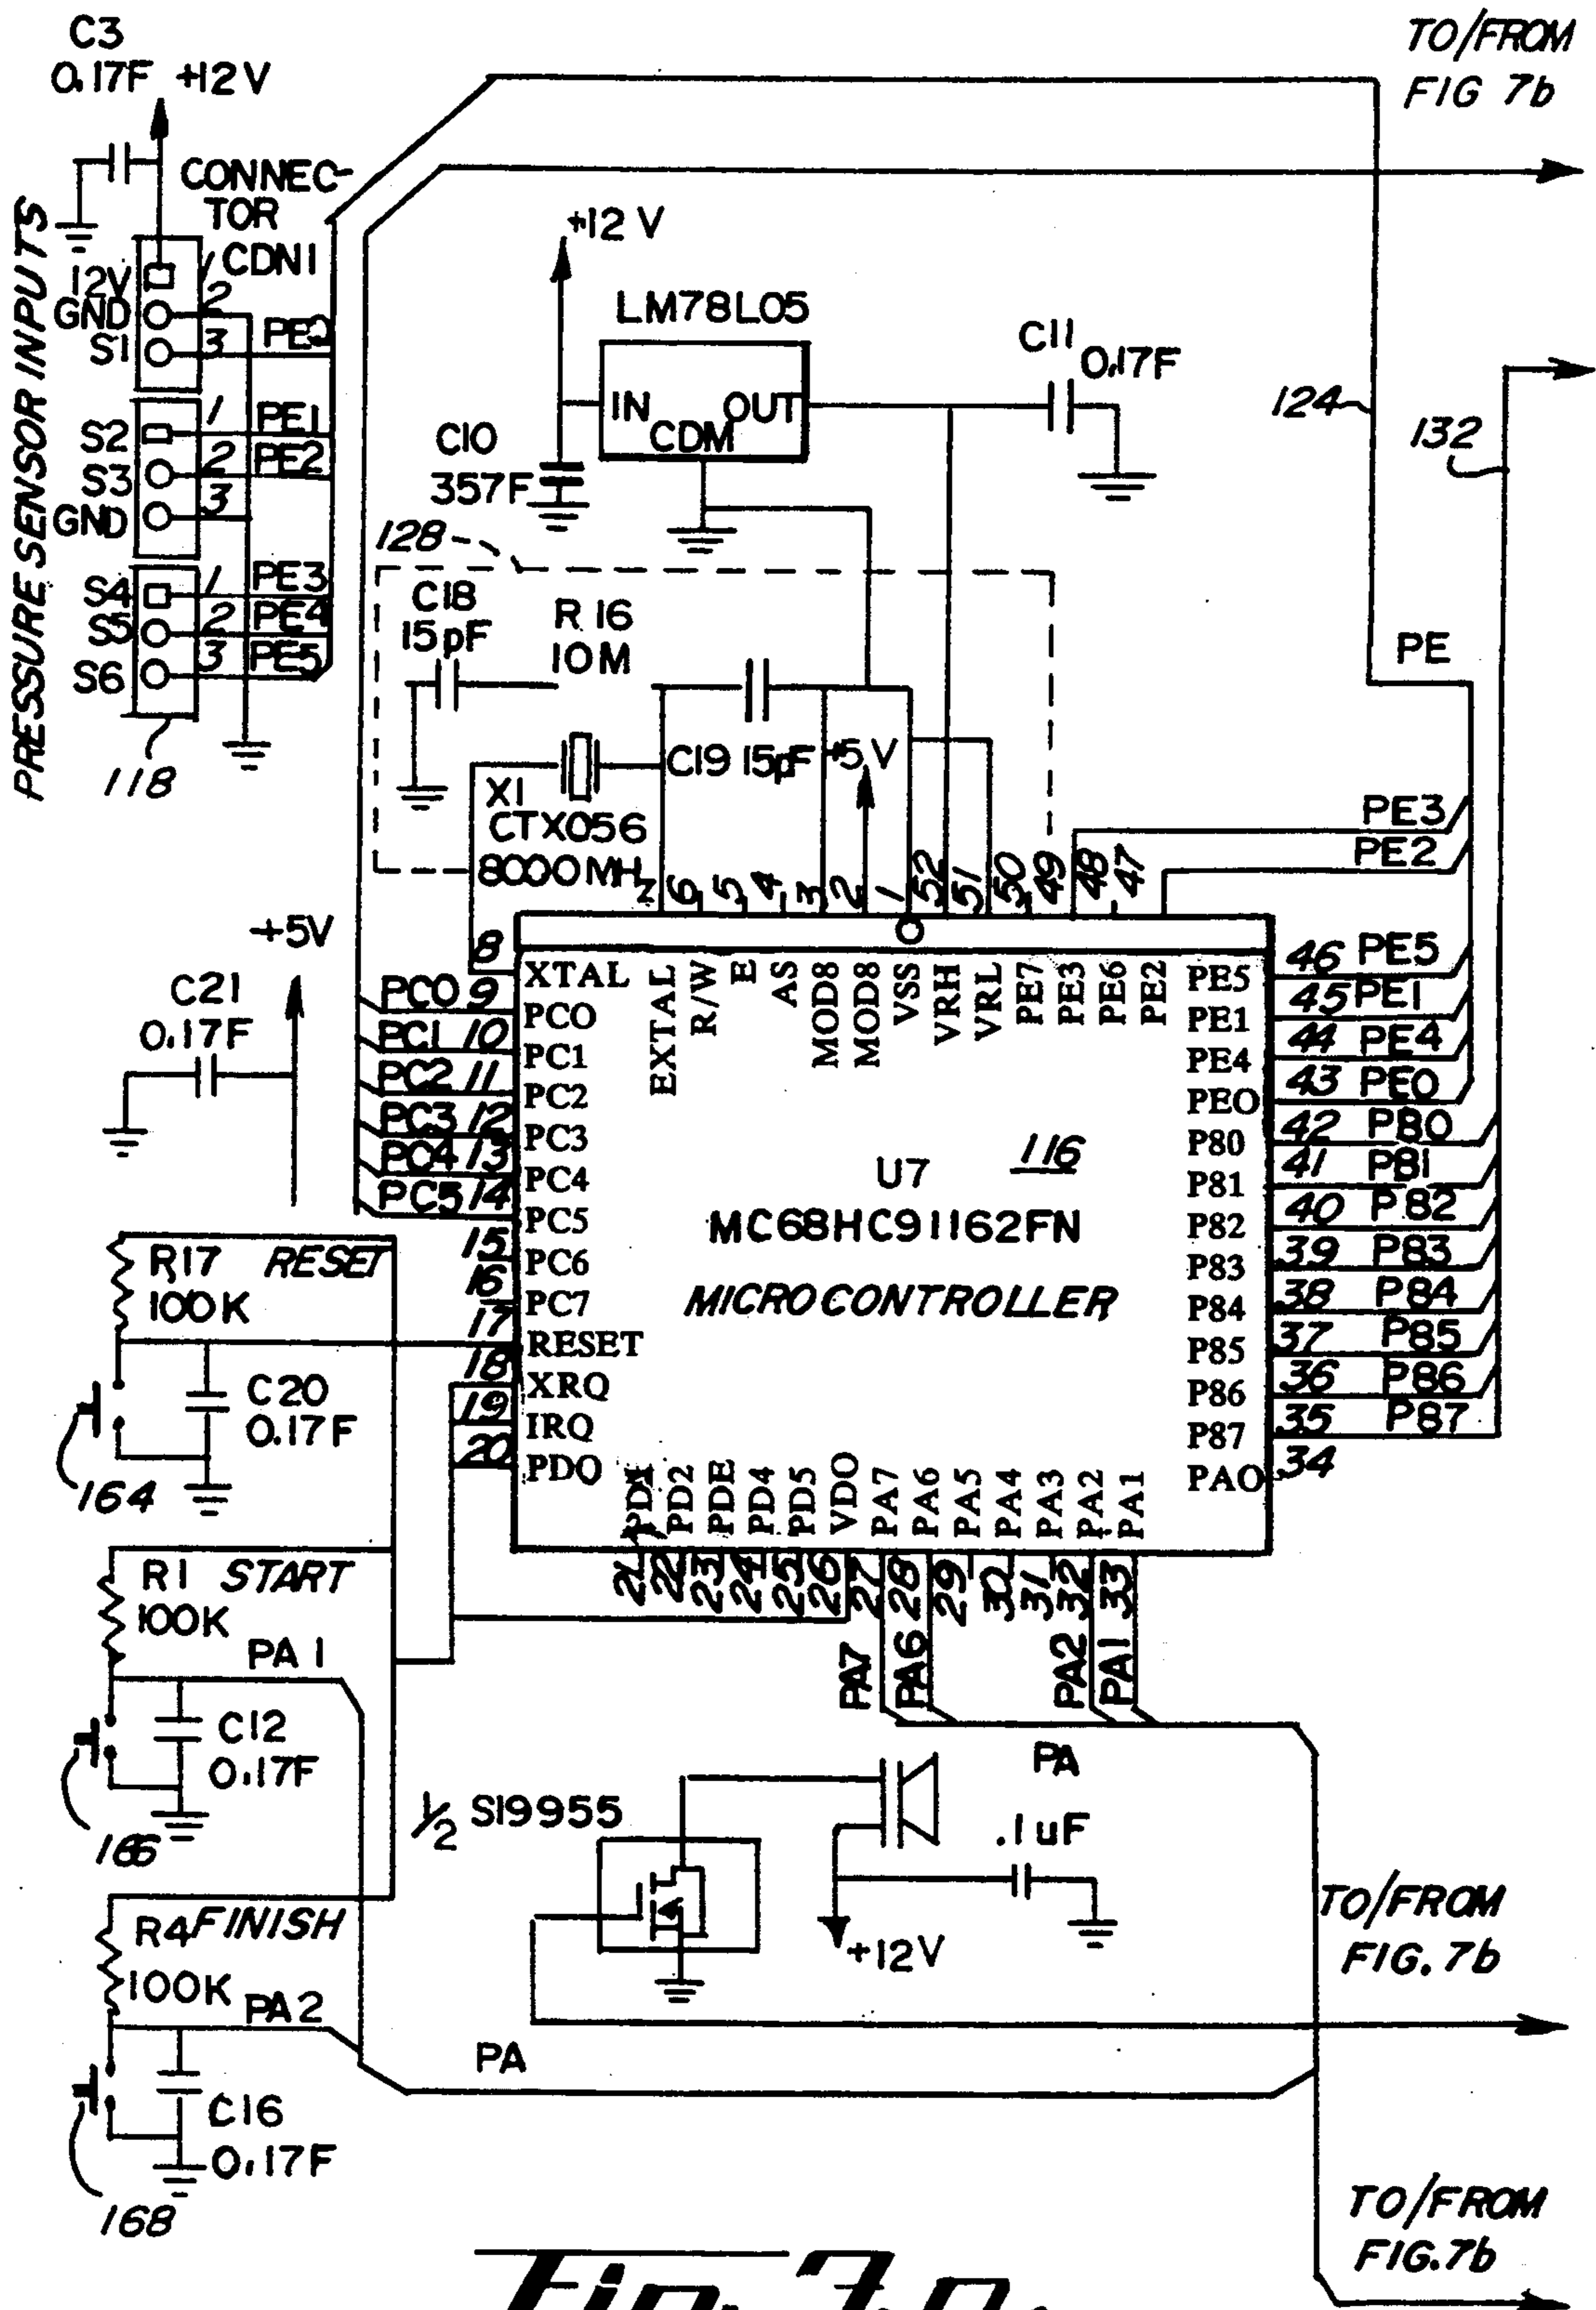 C3
0.17F +12V
TO/FROM
FIG 7b
CONNEC-
TOR
CDN1
PRESSURE SENSOR INPUTS
12V 1
GND 2
S1 3 PE0
S2 1 PE1
S3 2 PE2
GND 3
S4 1 PE3
S5 2 PE4
S6 3 PE5
118
+12V
LM78L05
IN OUT
CDM
C10
357F
C11
0.17F
124
132
128
C18
15pF
R16
10M
C19 15pF
+5V
X1
CTX056
8000MHz
PE
PE3
PE2
6 5 4 3 2 1 52 51 50 49 48 47
+5V
C21
0.17F
8 XTAL
PC0 9 PC0
PC1 10 PC1
PC2 11 PC2
PC3 12 PC3
PC4 13 PC4
PC5 14 PC5
15 PC6
16 PC7
17 RESET
18 XRQ
19 IRQ
20 PDQ
EXTAL R/W E AS MOD8 MOD8 VSS VRH VRL PE7 PE3 PE6 PE2
PE5 46 PE5
PE1 45 PE1
PE4 44 PE4
PE0 43 PE0
P80 42 P80
P81 41 P81
P82 40 P82
P83 39 P83
P84 38 P84
P85 37 P85
P86 36 P86
P87 35 P87
PAO 34
U7 116
MC68HC91162FN
MICROCONTROLLER
PD1 PD2 PDE PD4 PD5 VDO PA7 PA6 PA5 PA4 PA3 PA2 PA1
21 22 23 24 25 26 27 28 29 30 31 32 33
PA7 PA6 PA2 PA1
R17 RESET
100K
C20
0.17F
164
R1 START
100K
PA1
C12
0.17F
166
R4 FINISH
100K
PA2
C16
0.17F
168
PA
1/2 S19955
.1uF
+12V
PA
TO/FROM
FIG. 7b
TO/FROM
FIG.7b
Fig. 7a